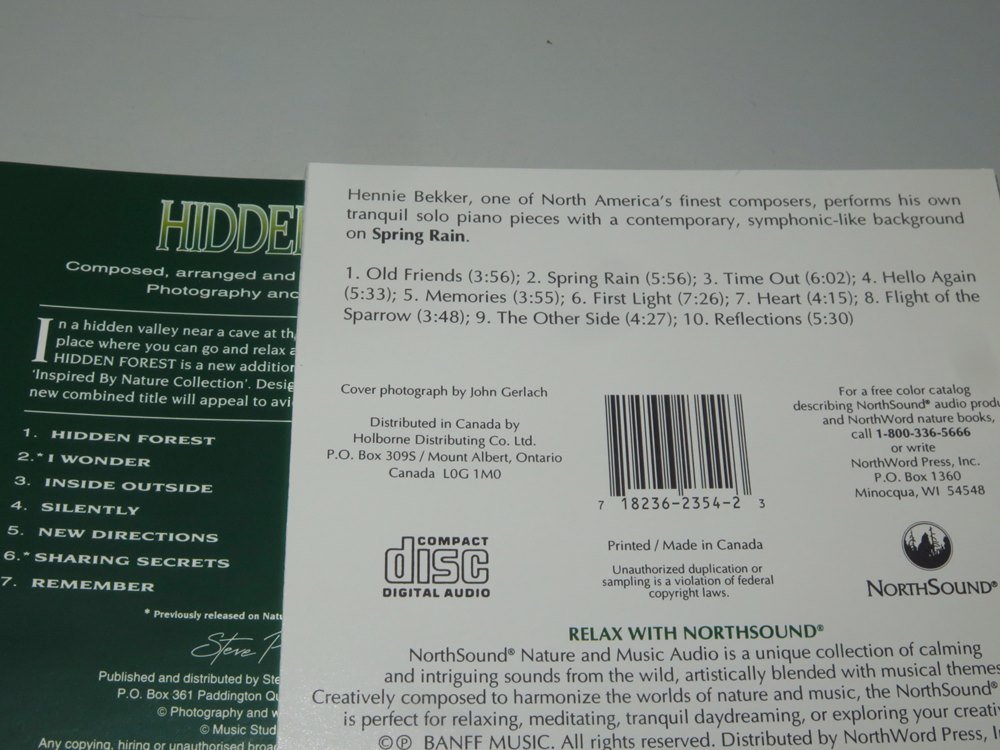 HIDDEN
Composed, arranged and
Photography and
In a hidden valley near a cave at
place where you can go and relax
HIDDEN FOREST is a new addition
'Inspired By Nature Collection'.
new combined title will appeal to
1. HIDDEN FOREST
2.* I WONDER
3. INSIDE OUTSIDE
4. SILENTLY
5. NEW DIRECTIONS
6.* SHARING SECRETS
7. REMEMBER
* Previously released on
Steve
Published and distributed by
P.O. Box 361 Paddington
© Photography and
© Music
Any copying, hiring or unauthorised
Hennie Bekker, one of North America's finest composers, performs his own
tranquil solo piano pieces with a contemporary, symphonic-like background
on Spring Rain.
1. Old Friends (3:56); 2. Spring Rain (5:56); 3. Time Out (6:02); 4. Hello Again
(5:33); 5. Memories (3:55); 6. First Light (7:26); 7. Heart (4:15); 8. Flight of the
Sparrow (3:48); 9. The Other Side (4:27); 10. Reflections (5:30)
Cover photograph by John Gerlach
Distributed in Canada by
Holborne Distributing Co. Ltd.
P.O. Box 309S / Mount Albert, Ontario
Canada L0G 1M0
COMPACT
disc
DIGITAL AUDIO
7 18236-2354-2 3
Printed / Made in Canada
Unauthorized duplication or
sampling is a violation of federal
copyright laws.
For a free color catalog
describing NorthSound® audio
and NorthWord nature books,
call 1-800-336-5666
or write
NorthWord Press, Inc.
P.O. Box 1360
Minocqua, WI 54548
NORTHSOUND®
RELAX WITH NORTHSOUND®
NorthSound® Nature and Music Audio is a unique collection of calming
and intriguing sounds from the wild, artistically blended with musical themes
Creatively composed to harmonize the worlds of nature and music, the NorthSound®
is perfect for relaxing, meditating, tranquil daydreaming, or exploring your
©℗ BANFF MUSIC. All rights reserved. Distributed by NorthWord Press,